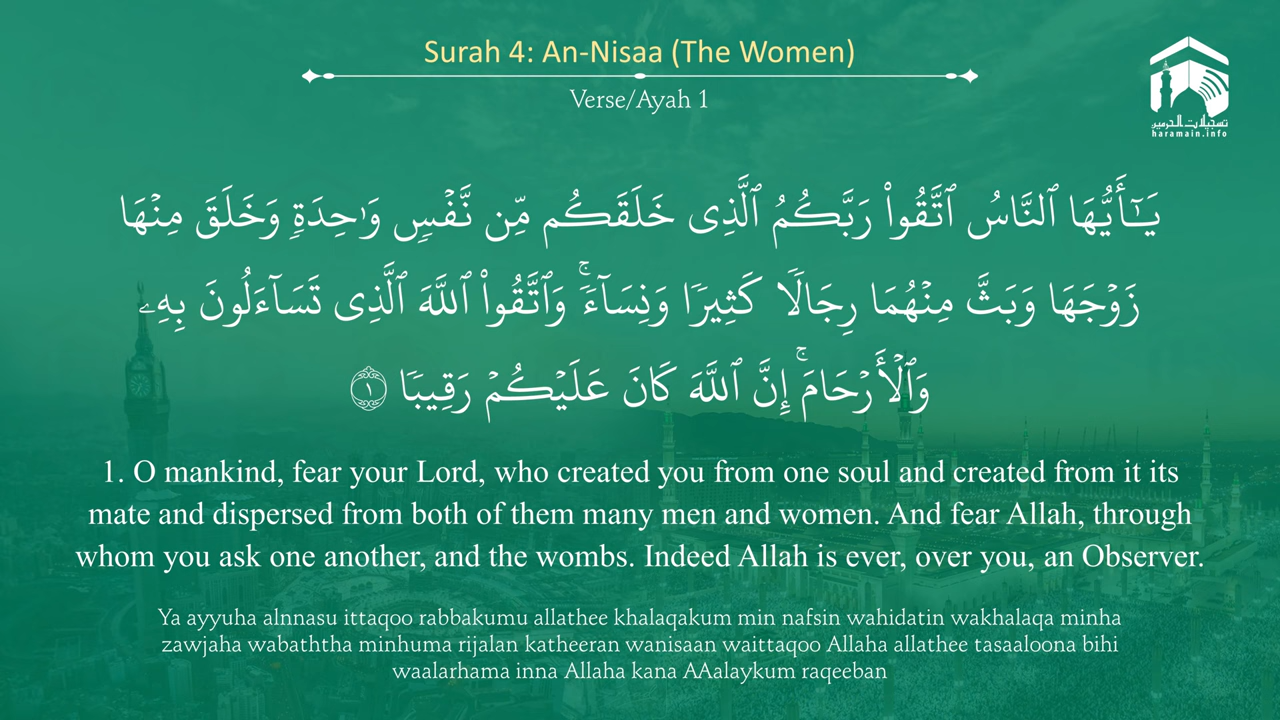 Surah 4: An-Nisaa (The Women)
Verse/Ayah 1
تسجيلات الحرمين
haramain.info
يَـٰٓأَيُّهَا ٱلنَّاسُ ٱتَّقُوا۟ رَبَّكُمُ ٱلَّذِى خَلَقَكُم مِّن نَّفْسٍ وَٰحِدَةٍ وَخَلَقَ مِنْهَا
زَوْجَهَا وَبَثَّ مِنْهُمَا رِجَالًا كَثِيرًا وَنِسَآءً ۚ وَٱتَّقُوا۟ ٱللَّهَ ٱلَّذِى تَسَآءَلُونَ بِهِۦ
وَٱلْأَرْحَامَ ۚ إِنَّ ٱللَّهَ كَانَ عَلَيْكُمْ رَقِيبًا ١
1. O mankind, fear your Lord, who created you from one soul and created from it its
mate and dispersed from both of them many men and women. And fear Allah, through
whom you ask one another, and the wombs. Indeed Allah is ever, over you, an Observer.
Ya ayyuha alnnasu ittaqoo rabbakumu allathee khalaqakum min nafsin wahidatin wakhalaqa minha
zawjaha wabaththa minhuma rijalan katheeran wanisaan waittaqoo Allaha allathee tasaaloona bihi
waalarhama inna Allaha kana AAalaykum raqeeban